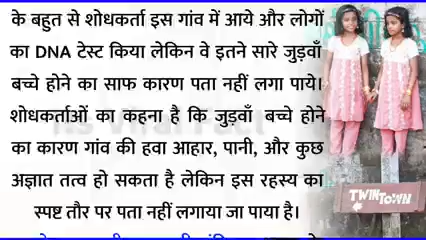 के बहुत से शोधकर्ता इस गांव में आये और लोगों
का DNA टेस्ट किया लेकिन वे इतने सारे जुड़वाँ
बच्चे होने का साफ कारण पता नहीं लगा पाये।
शोधकर्ताओं का कहना है कि जुड़वाँ बच्चे होने
का कारण गांव की हवा आहार, पानी, और कुछ
अज्ञात तत्व हो सकता है लेकिन इस रहस्य का
स्पष्ट तौर पर पता नहीं लगाया जा पाया है।
TWIN TOWN